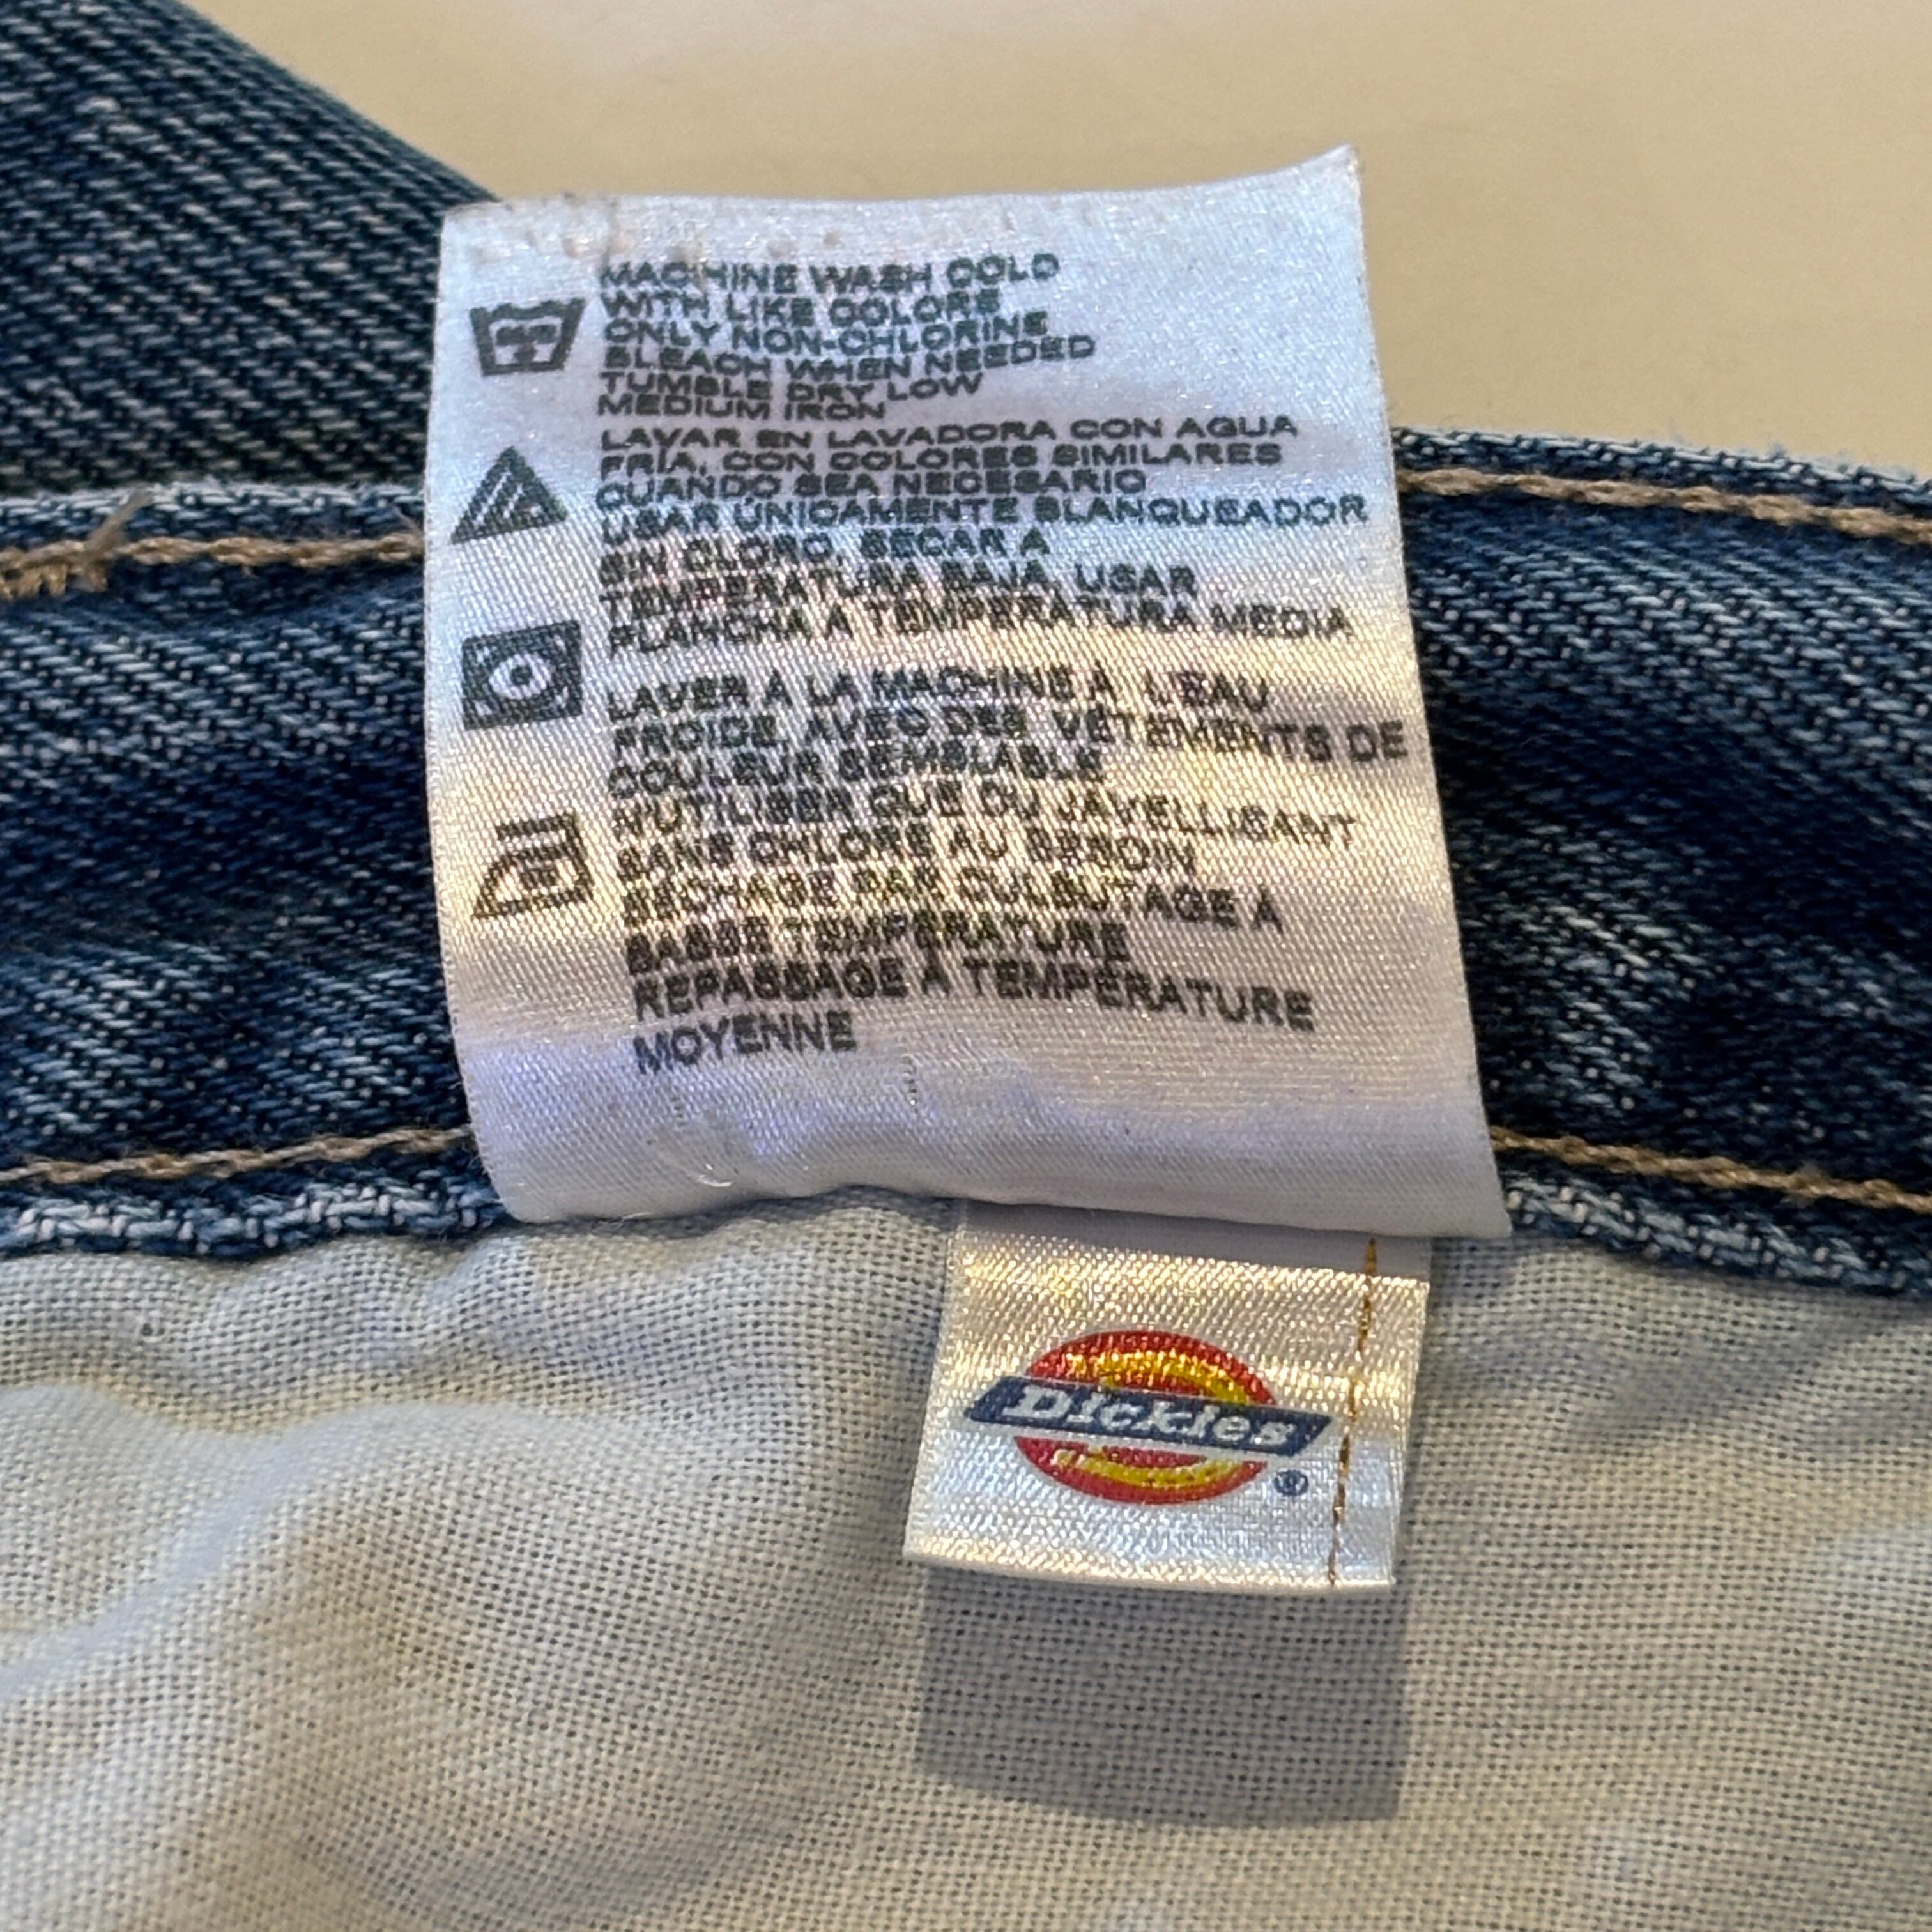 MACHINE WASH COLD
WITH LIKE COLORS
ONLY NON-CHLORINE
BLEACH WHEN NEEDED
TUMBLE DRY LOW
MEDIUM IRON
LAVAR EN LAVADORA CON AGUA
FRÍA, CON COLORES SIMILARES
CUANDO SEA NECESARIO
USAR ÚNICAMENTE BLANQUEADOR
SIN CLORO, SECAR A
TEMPERATURA BAJA, USAR
PLANCHA A TEMPERATURA MEDIA
LAVER À LA MACHINE À L'EAU
FROIDE, AVEC DES VÊTEMENTS DE
COULEUR SEMBLABLE
N'UTILISER QUE DU JAVELLISANT
SANS CHLORE AU BESOIN
SÉCHAGE PAR CULBUTAGE À
BASSE TEMPÉRATURE
REPASSAGE À TEMPÉRATURE
MOYENNE
Dickies®